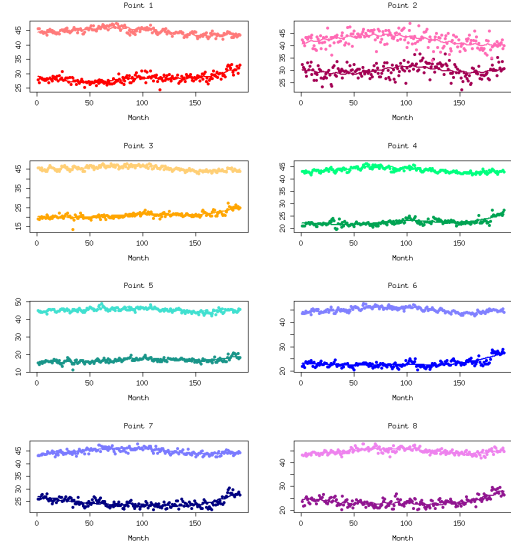 Point 1
Point 2
25 30 35 40 45
25 30 35 40 45
0 50 100 150
0 50 100 150
Month
Month
Point 3
Point 4
15 25 35 45
20 25 30 35 40 45
0 50 100 150
0 50 100 150
Month
Month
Point 5
Point 6
10 20 30 40 50
20 30 40
0 50 100 150
0 50 100 150
Month
Month
Point 7
Point 8
25 30 35 40 45
20 30 40
0 50 100 150
0 50 100 150
Month
Month